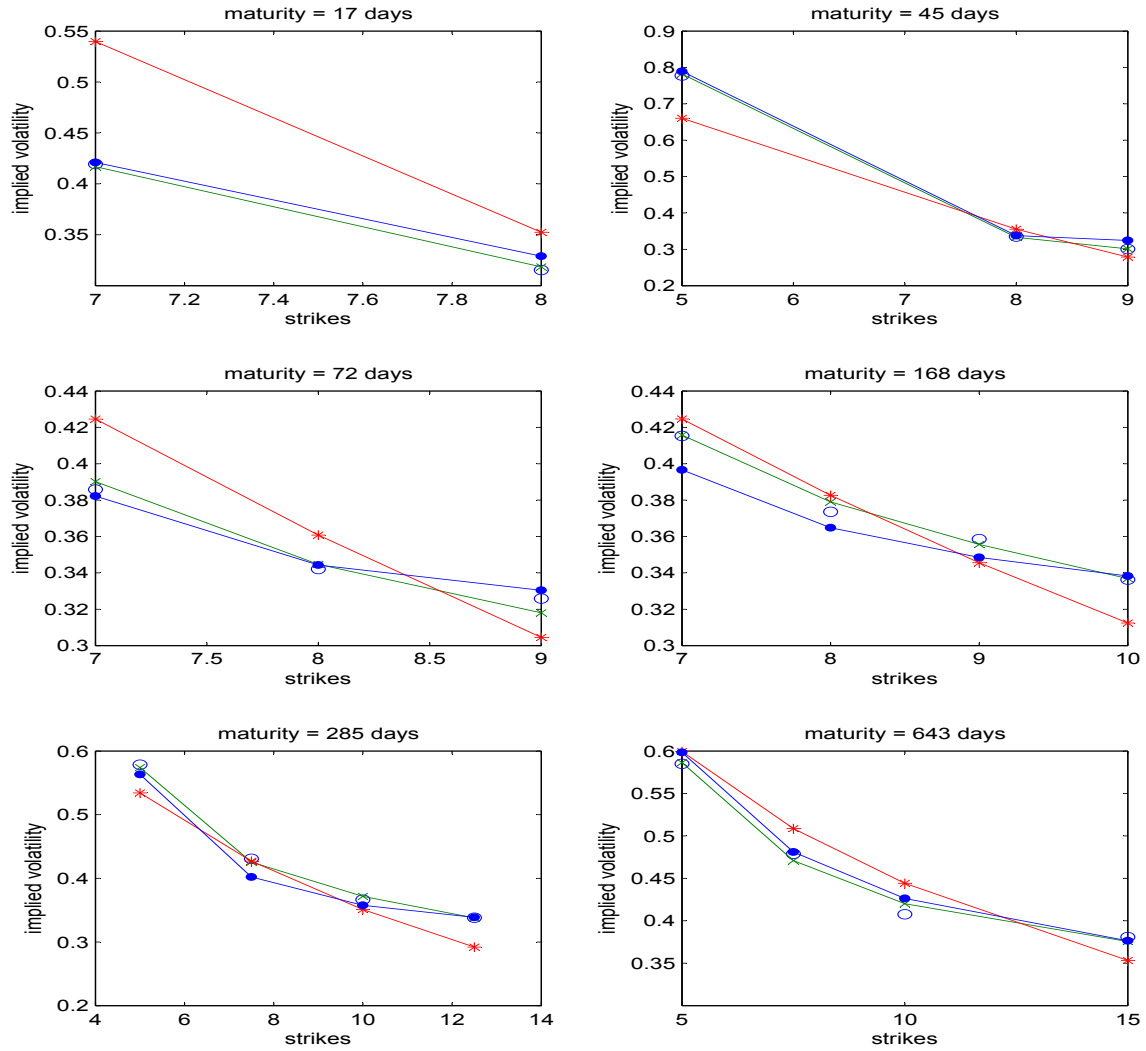 maturity = 17 days
0.55
0.5
0.45
0.4
0.35
implied volatility
7 7.2 7.4 7.6 7.8 8
strikes
maturity = 45 days
0.9
0.8
0.7
0.6
0.5
0.4
0.3
0.2
implied volatility
5 6 7 8 9
strikes
maturity = 72 days
0.44
0.42
0.4
0.38
0.36
0.34
0.32
0.3
implied volatility
7 7.5 8 8.5 9
strikes
maturity = 168 days
0.44
0.42
0.4
0.38
0.36
0.34
0.32
0.3
implied volatility
7 8 9 10
strikes
maturity = 285 days
0.6
0.5
0.4
0.3
0.2
implied volatility
4 6 8 10 12 14
strikes
maturity = 643 days
0.6
0.55
0.5
0.45
0.4
0.35
implied volatility
5 10 15
strikes